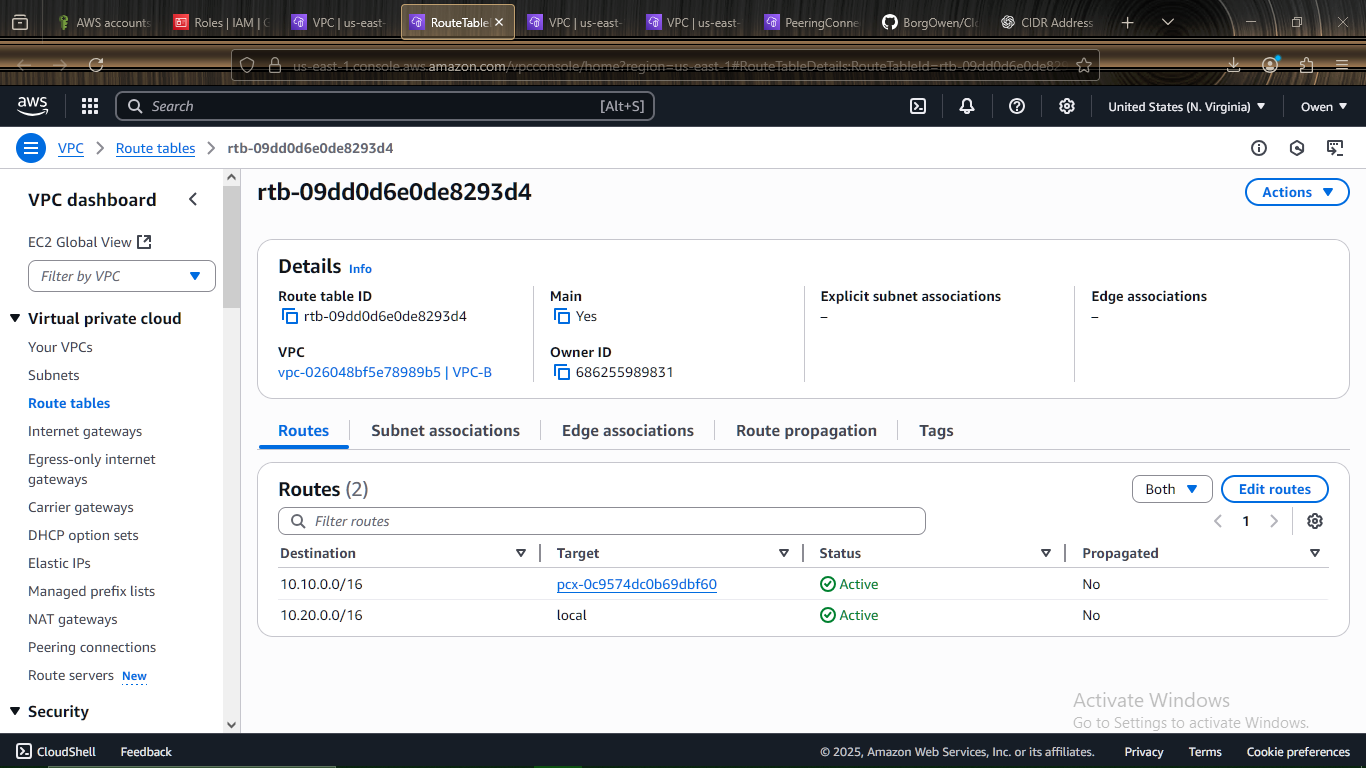 AWS accounts
Roles | IAM | G
VPC | us-east-
RouteTable
VPC | us-east-
VPC | us-east-
PeeringConne
BorgOwen/Cl
CIDR Address
us-east-1.console.aws.amazon.com/vpcconsole/home?region=us-east-1#RouteTableDetails:RouteTableId=rtb-09dd0d6e0de829
aws
Search
[Alt+S]
United States (N. Virginia)
Owen
VPC > Route tables > rtb-09dd0d6e0de8293d4
VPC dashboard
EC2 Global View
Filter by VPC
Virtual private cloud
Your VPCs
Subnets
Route tables
Internet gateways
Egress-only internet
gateways
Carrier gateways
DHCP option sets
Elastic IPs
Managed prefix lists
NAT gateways
Peering connections
Route servers New
Security
rtb-09dd0d6e0de8293d4
Actions
Details Info
Route table ID
rtb-09dd0d6e0de8293d4
Main
Yes
Explicit subnet associations
–
Edge associations
–
VPC
vpc-026048bf5e78989b5 | VPC-B
Owner ID
686255989831
Routes
Subnet associations
Edge associations
Route propagation
Tags
Routes (2)
Both
Edit routes
Filter routes
1
Destination Target Status Propagated
10.10.0.0/16 pcx-0c9574dc0b69dbf60 Active No
10.20.0.0/16 local Active No
Activate Windows
Go to Settings to activate Windows.
CloudShell
Feedback
© 2025, Amazon Web Services, Inc. or its affiliates.
Privacy
Terms
Cookie preferences